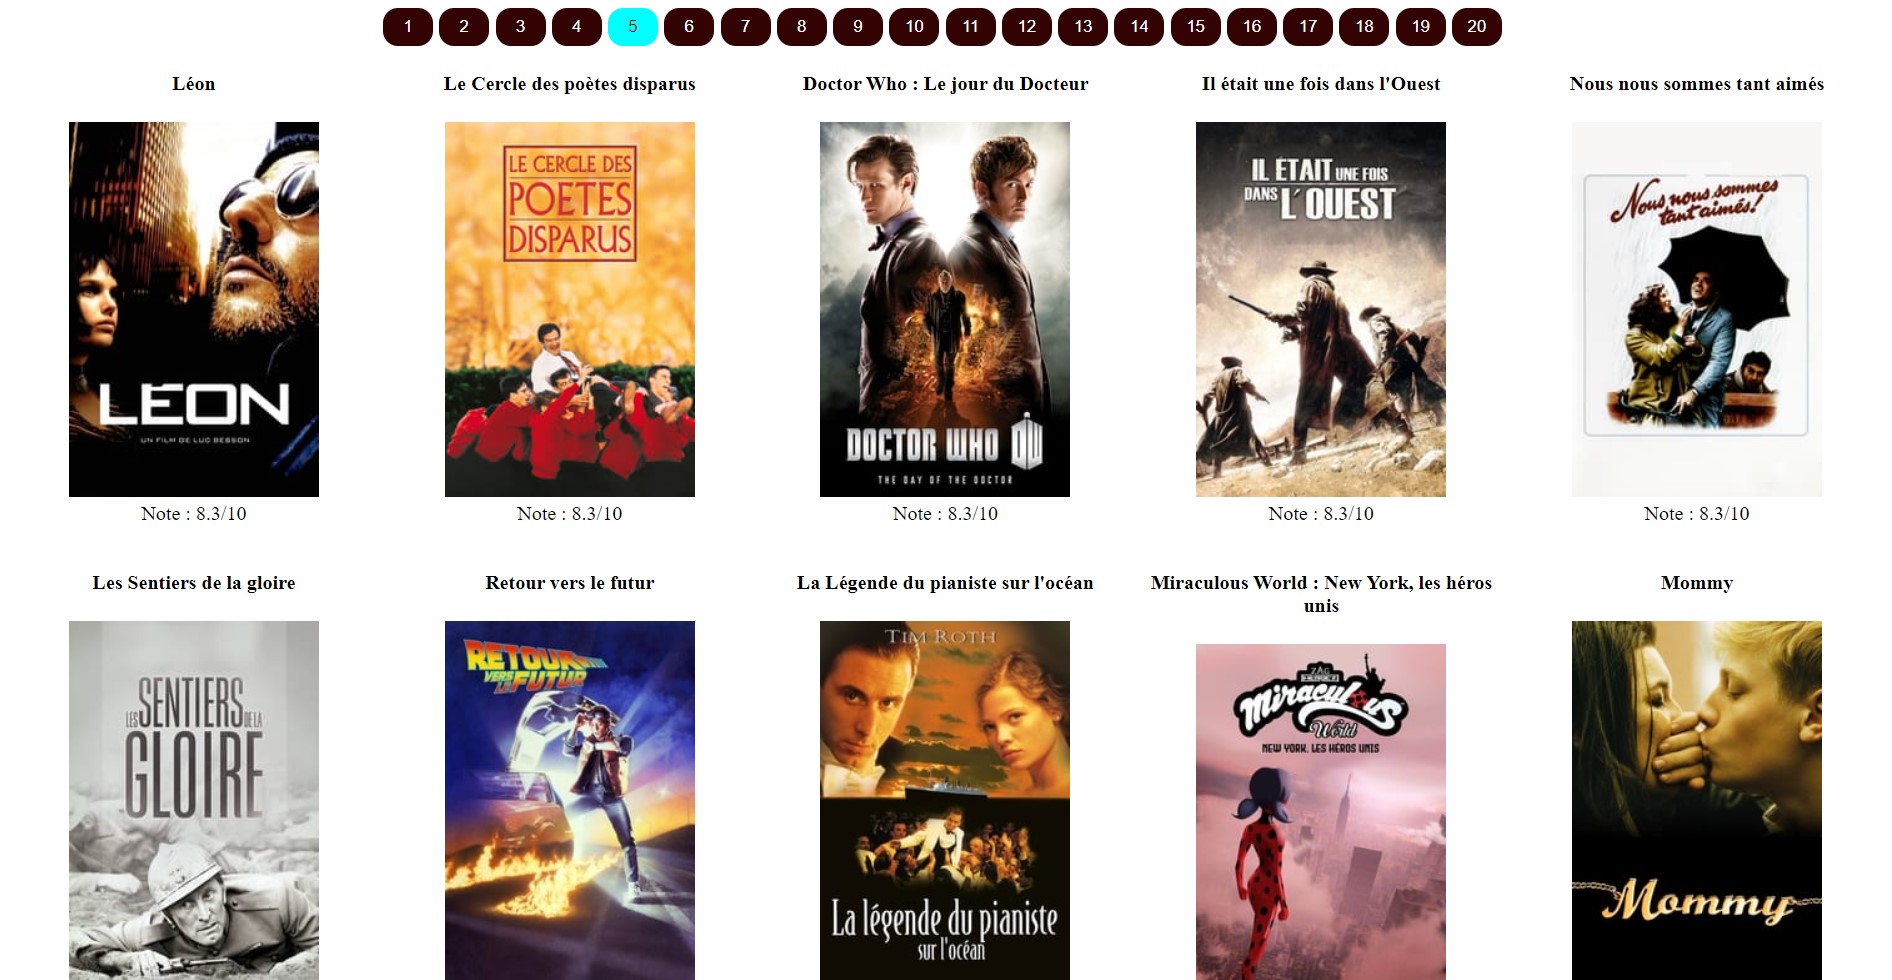 1 2 3 4 5 6 7 8 9 10 11 12 13 14 15 16 17 18 19 20
Léon
Le Cercle des poètes disparus
Doctor Who : Le jour du Docteur
Il était une fois dans l'Ouest
Nous nous sommes tant aimés
LÉON
UN FILM DE LUC BESSON
LE CERCLE DES
POETES
DISPARUS
DOCTOR WHO DW
THE DAY OF THE DOCTOR
IL ÉTAIT UNE FOIS
DANS L'OUEST
Nous nous sommes
tant aimés!
Note : 8.3/10
Note : 8.3/10
Note : 8.3/10
Note : 8.3/10
Note : 8.3/10
Les Sentiers de la gloire
Retour vers le futur
La Légende du pianiste sur l'océan
Miraculous World : New York, les héros
unis
Mommy
LES SENTIERS DE LA
GLOIRE
RETOUR
VERS LE FUTUR
TIM ROTH
La légende du pianiste
sur l'océan
ZAG
HEROEZ
Miraculous
World
NEW YORK, LES HÉROS UNIS
Mommy